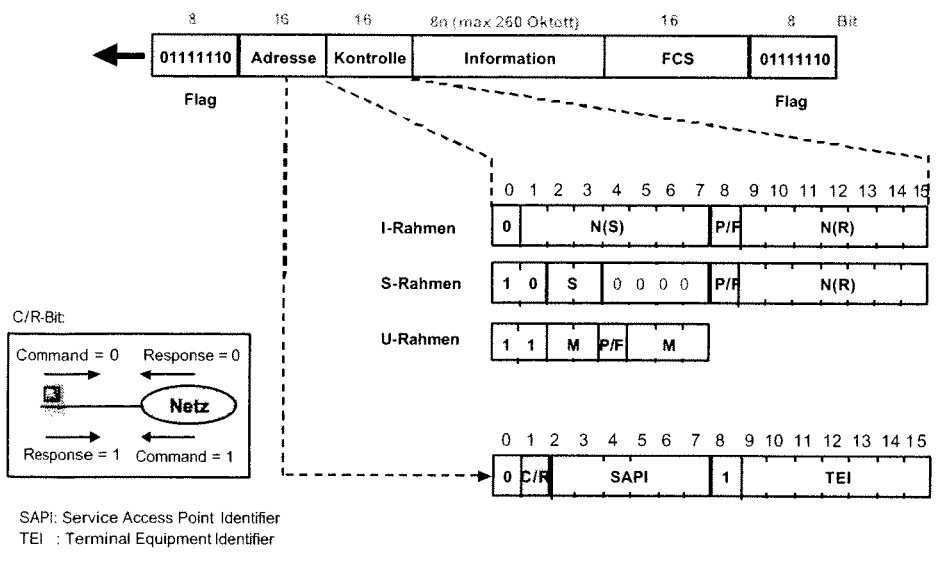 8 16 16 8n (max 260 Oktett) 16 8 Bit
01111110 Adresse Kontrolle Information FCS 01111110
Flag Flag
0 1 2 3 4 5 6 7 8 9 10 11 12 13 14 15
I-Rahmen 0 N(S) P/F N(R)
S-Rahmen 1 0 S 0 0 0 0 P/F N(R)
U-Rahmen 1 1 M P/F M
C/R-Bit:
Command = 0 Response = 0
Netz
Response = 1 Command = 1
0 1 2 3 4 5 6 7 8 9 10 11 12 13 14 15
0 C/R SAPI 1 TEI
SAPI: Service Access Point Identifier
TEI : Terminal Equipment Identifier